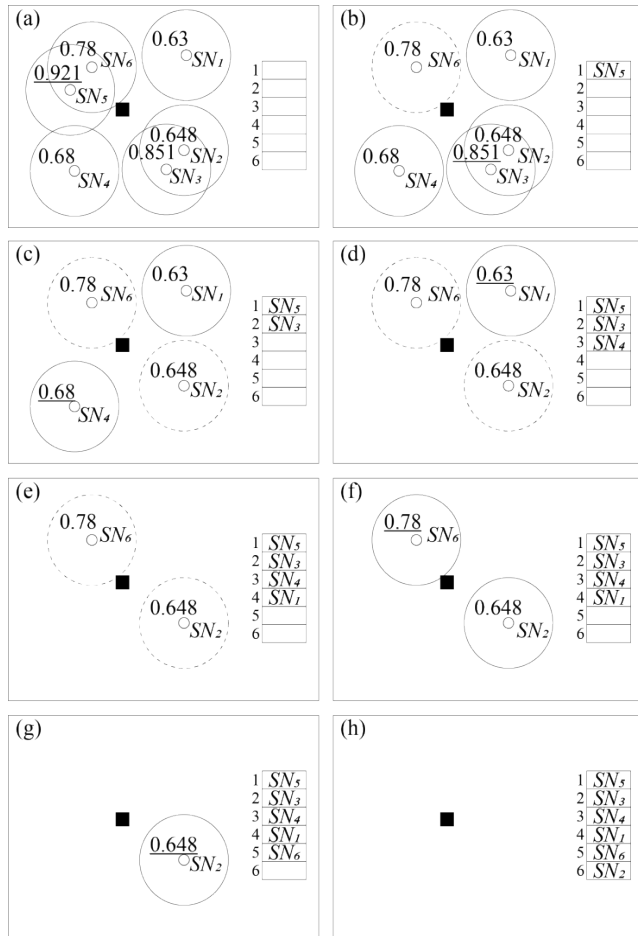 (a)
0.78
SN₆
0.63
SN₁
0.921
SN₅
0.68
SN₄
0.648
SN₂
0.851
SN₃
1
2
3
4
5
6
(b)
0.78
SN₆
0.63
SN₁
0.68
SN₄
0.648
SN₂
0.851
SN₃
1 SN₅
2
3
4
5
6
(c)
0.78
SN₆
0.63
SN₁
0.68
SN₄
0.648
SN₂
1 SN₅
2 SN₃
3
4
5
6
(d)
0.78
SN₆
0.63
SN₁
0.648
SN₂
1 SN₅
2 SN₃
3 SN₄
4
5
6
(e)
0.78
SN₆
0.648
SN₂
1 SN₅
2 SN₃
3 SN₄
4 SN₁
5
6
(f)
0.78
SN₆
0.648
SN₂
1 SN₅
2 SN₃
3 SN₄
4 SN₁
5
6
(g)
0.648
SN₂
1 SN₅
2 SN₃
3 SN₄
4 SN₁
5 SN₆
6
(h)
1 SN₅
2 SN₃
3 SN₄
4 SN₁
5 SN₆
6 SN₂